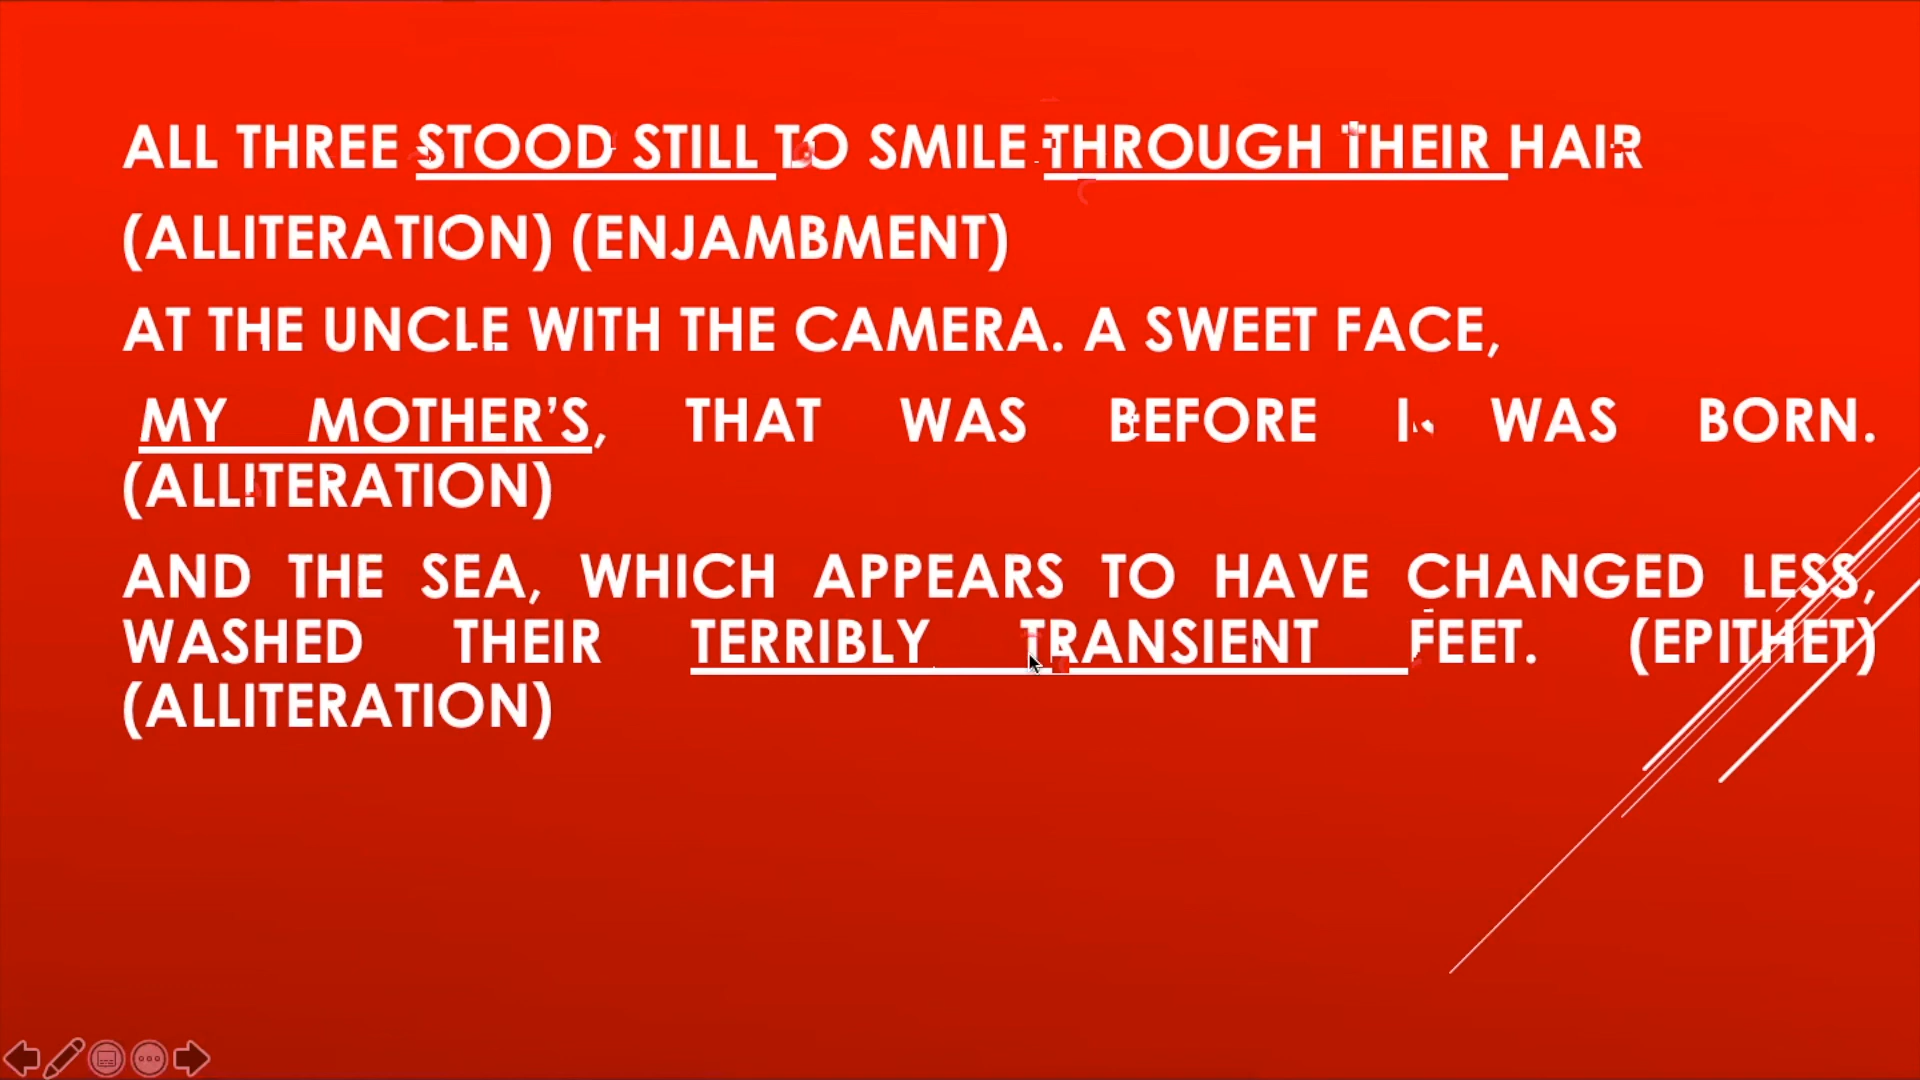 ALL THREE STOOD STILL TO SMILE THROUGH THEIR HAIR
(ALLITERATION) (ENJAMBMENT)
AT THE UNCLE WITH THE CAMERA. A SWEET FACE,
MY MOTHER'S, THAT WAS BEFORE I WAS BORN.
(ALLITERATION)
AND THE SEA, WHICH APPEARS TO HAVE CHANGED LESS,
WASHED THEIR TERRIBLY TRANSIENT FEET. (EPITHET)
(ALLITERATION)